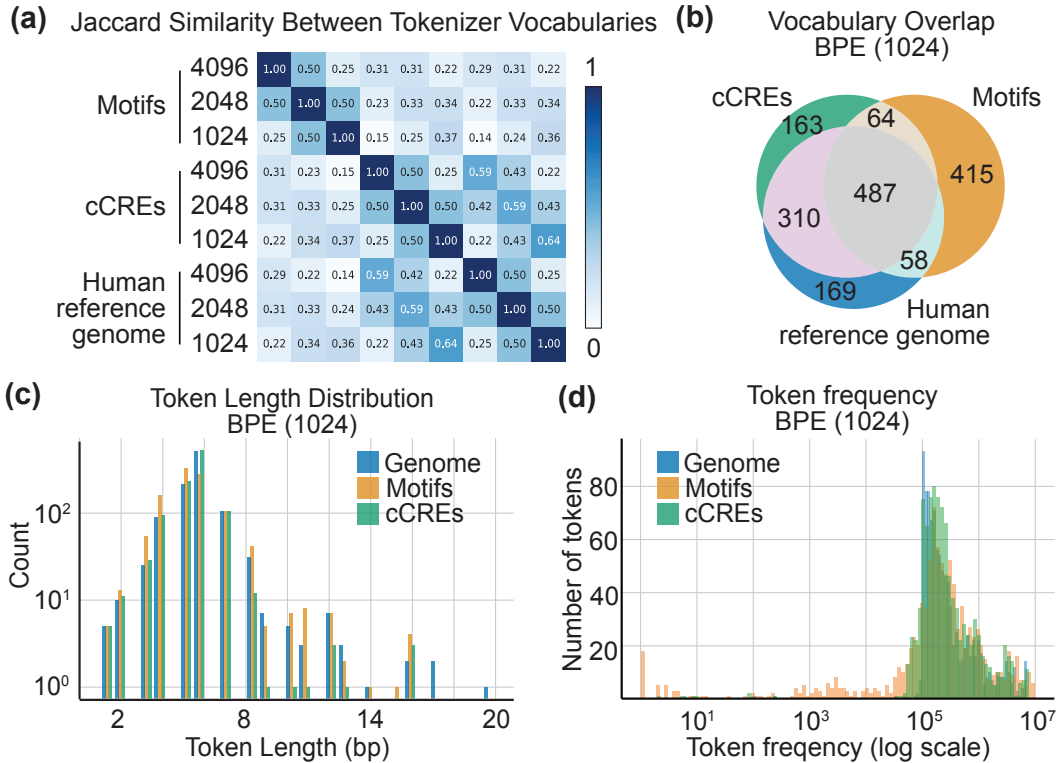 (a) Jaccard Similarity Between Tokenizer Vocabularies
Motifs
4096 1.00 0.50 0.25 0.31 0.31 0.22 0.29 0.31 0.22
2048 0.50 1.00 0.50 0.23 0.33 0.34 0.22 0.33 0.34
1024 0.25 0.50 1.00 0.15 0.25 0.37 0.14 0.24 0.36
cCREs
4096 0.31 0.23 0.15 1.00 0.50 0.25 0.59 0.43 0.22
2048 0.31 0.33 0.25 0.50 1.00 0.50 0.42 0.59 0.43
1024 0.22 0.34 0.37 0.25 0.50 1.00 0.22 0.43 0.64
Human
reference
genome
4096 0.29 0.22 0.14 0.59 0.42 0.22 1.00 0.50 0.25
2048 0.31 0.33 0.24 0.43 0.59 0.43 0.50 1.00 0.50
1024 0.22 0.34 0.36 0.22 0.43 0.64 0.25 0.50 1.00
1
0
(b) Vocabulary Overlap
BPE (1024)
cCREs
Motifs
163
64
415
487
310
58
169
Human
reference genome
(c) Token Length Distribution
BPE (1024)
Genome
Motifs
cCREs
Count
10²
10¹
10⁰
2 8 14 20
Token Length (bp)
(d) Token frequency
BPE (1024)
Genome
Motifs
cCREs
Number of tokens
80
60
40
20
10¹ 10³ 10⁵ 10⁷
Token freqency (log scale)